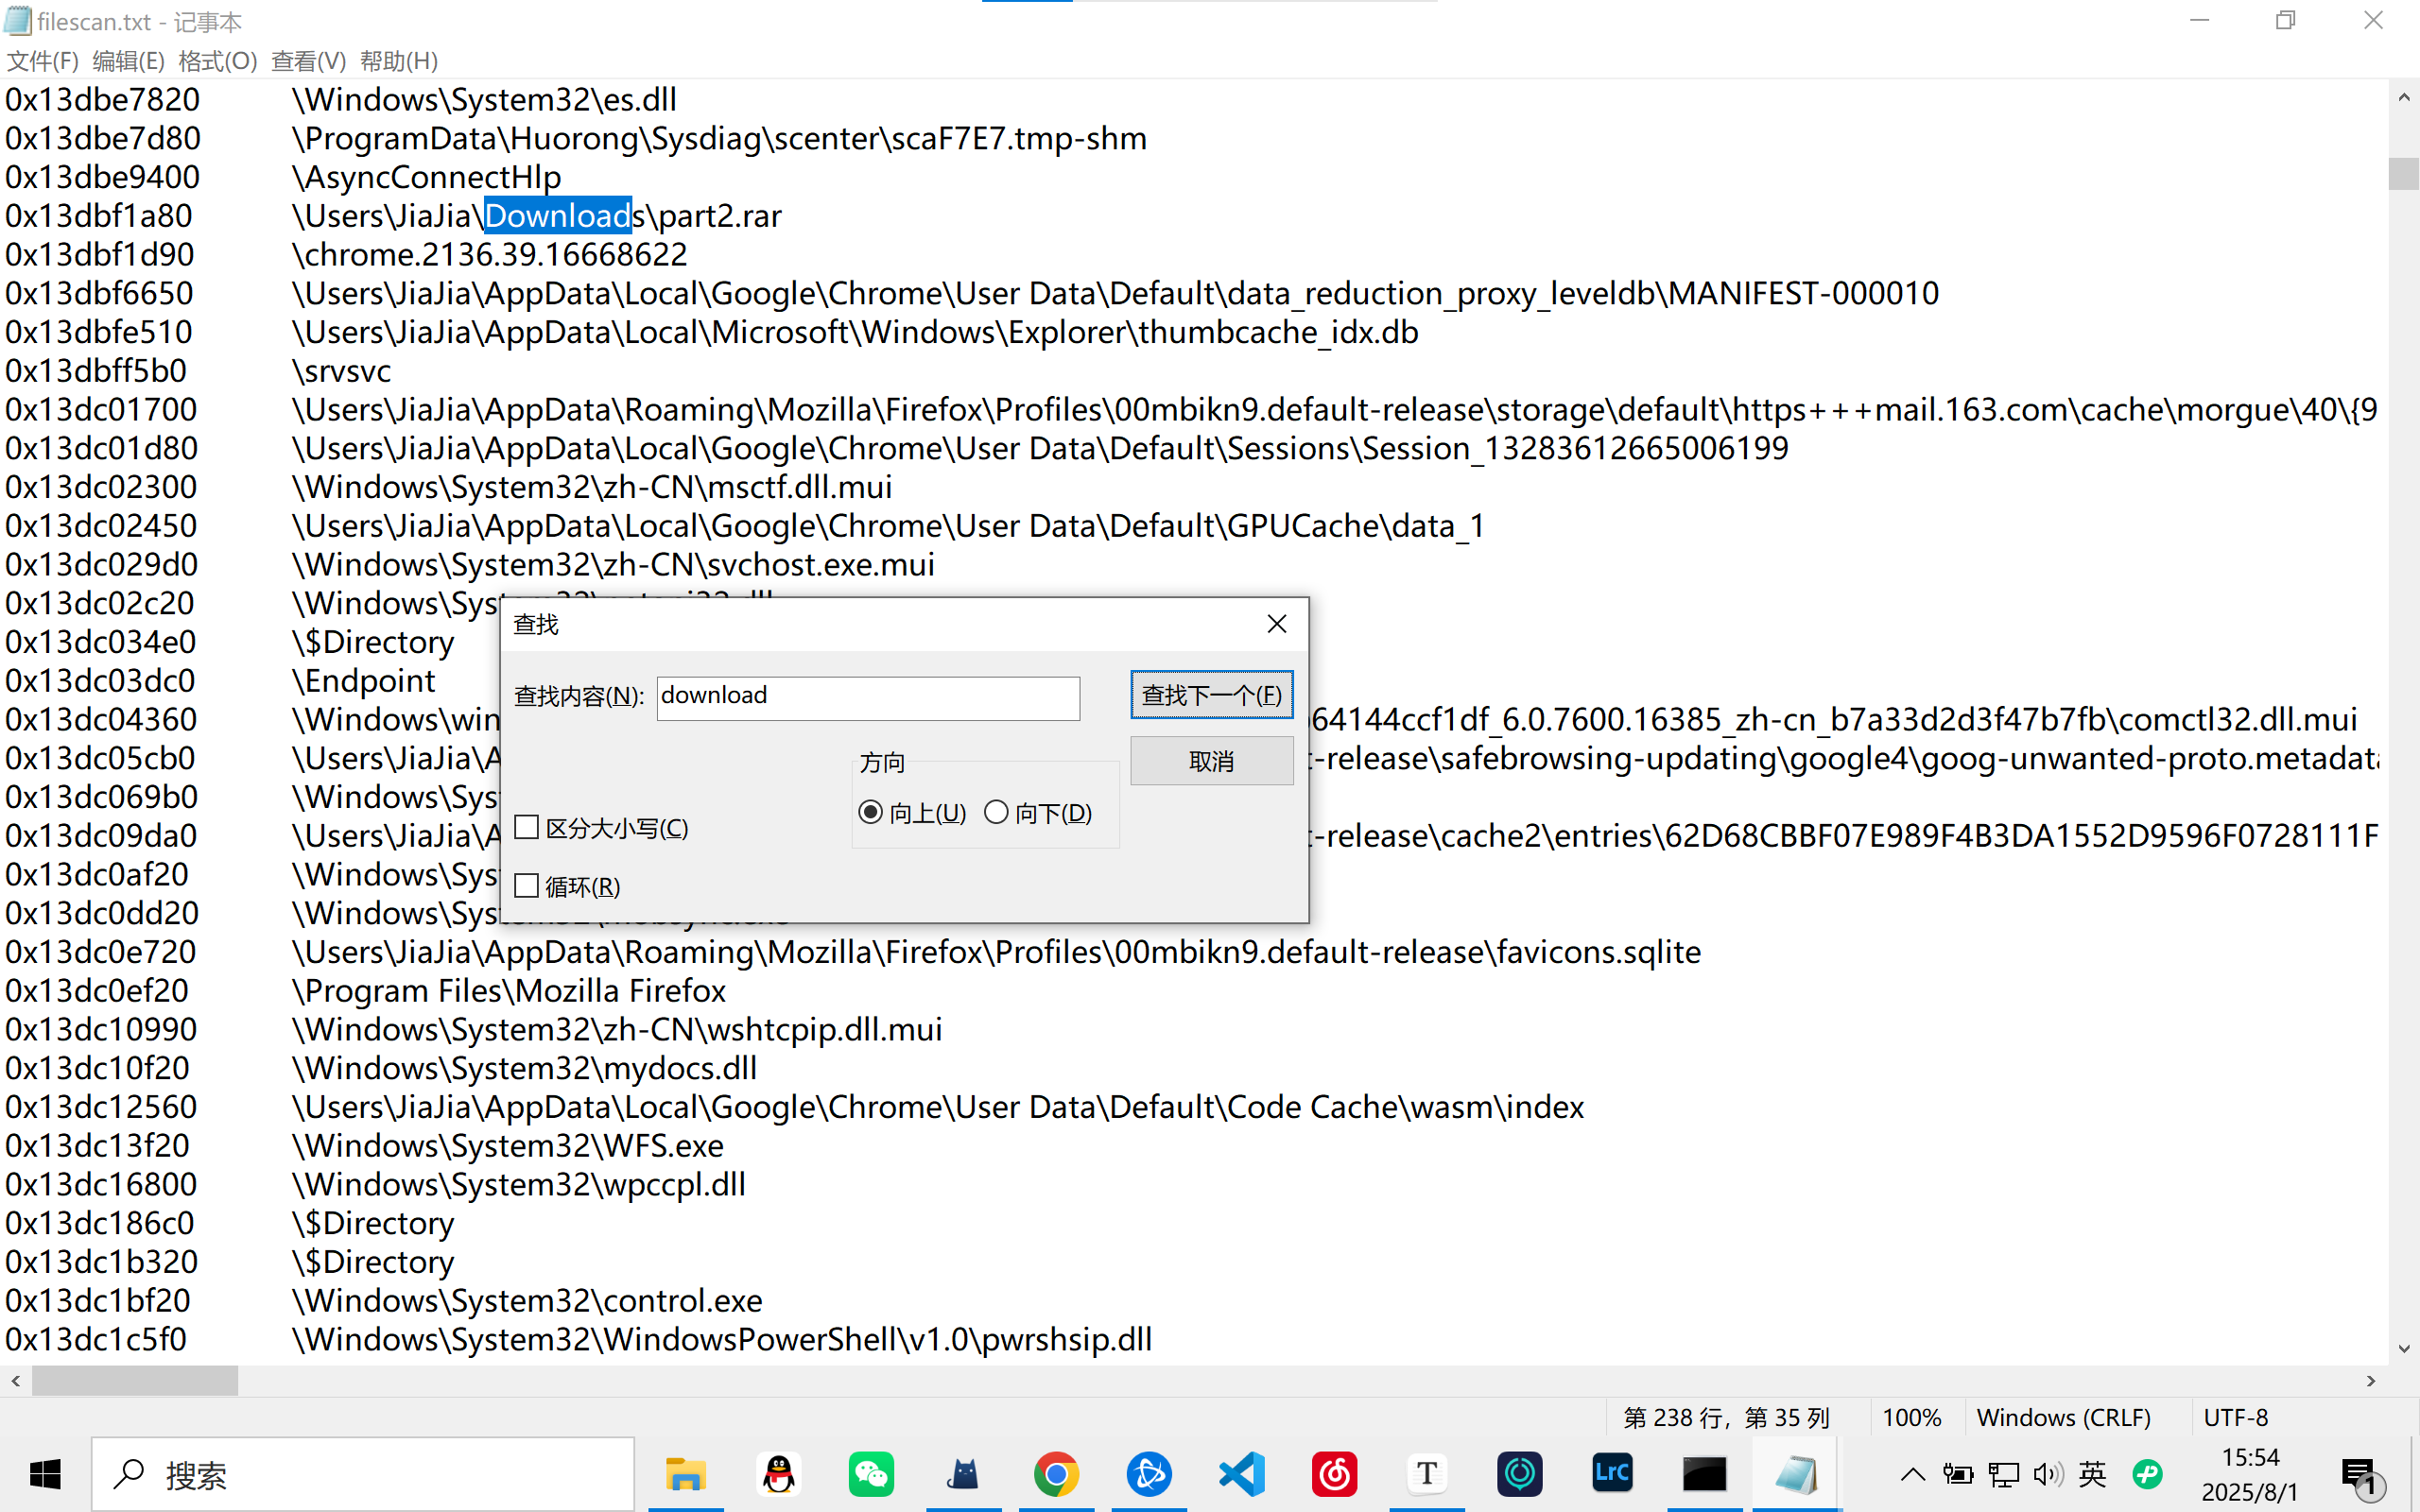 filescan.txt - 记事本
文件(F) 编辑(E) 格式(O) 查看(V) 帮助(H)
0x13dbe7820 \Windows\System32\es.dll
0x13dbe7d80 \ProgramData\Huorong\Sysdiag\scenter\scaF7E7.tmp-shm
0x13dbe9400 \AsyncConnectHlp
0x13dbf1a80 \Users\JiaJia\Downloads\part2.rar
0x13dbf1d90 \chrome.2136.39.16668622
0x13dbf6650 \Users\JiaJia\AppData\Local\Google\Chrome\User Data\Default\data_reduction_proxy_leveldb\MANIFEST-000010
0x13dbfe510 \Users\JiaJia\AppData\Local\Microsoft\Windows\Explorer\thumbcache_idx.db
0x13dbff5b0 \srvsvc
0x13dc01700 \Users\JiaJia\AppData\Roaming\Mozilla\Firefox\Profiles\00mbikn9.default-release\storage\default\https+++mail.163.com\cache\morgue\40\{9
0x13dc01d80 \Users\JiaJia\AppData\Local\Google\Chrome\User Data\Default\Sessions\Session_13283612665006199
0x13dc02300 \Windows\System32\zh-CN\msctf.dll.mui
0x13dc02450 \Users\JiaJia\AppData\Local\Google\Chrome\User Data\Default\GPUCache\data_1
0x13dc029d0 \Windows\System32\zh-CN\svchost.exe.mui
0x13dc02c20 \Windows\Sys
0x13dc034e0 \$Directory
0x13dc03dc0 \Endpoint
0x13dc04360 \Windows\win 64144ccf1df_6.0.7600.16385_zh-cn_b7a33d2d3f47b7fb\comctl32.dll.mui
0x13dc05cb0 \Users\JiaJia\A -release\safebrowsing-updating\google4\goog-unwanted-proto.metadata
0x13dc069b0 \Windows\Sys
0x13dc09da0 \Users\JiaJia\A -release\cache2\entries\62D68CBBF07E989F4B3DA1552D9596F0728111F
0x13dc0af20 \Windows\Sys
0x13dc0dd20 \Windows\Sys
0x13dc0e720 \Users\JiaJia\AppData\Roaming\Mozilla\Firefox\Profiles\00mbikn9.default-release\favicons.sqlite
0x13dc0ef20 \Program Files\Mozilla Firefox
0x13dc10990 \Windows\System32\zh-CN\wshtcpip.dll.mui
0x13dc10f20 \Windows\System32\mydocs.dll
0x13dc12560 \Users\JiaJia\AppData\Local\Google\Chrome\User Data\Default\Code Cache\wasm\index
0x13dc13f20 \Windows\System32\WFS.exe
0x13dc16800 \Windows\System32\wpccpl.dll
0x13dc186c0 \$Directory
0x13dc1b320 \$Directory
0x13dc1bf20 \Windows\System32\control.exe
0x13dc1c5f0 \Windows\System32\WindowsPowerShell\v1.0\pwrshsip.dll
查找
查找内容(N): download 查找下一个(F)
取消
方向
向上(U) 向下(D)
区分大小写(C)
循环(R)
第 238 行，第 35 列 100% Windows (CRLF) UTF-8
搜索
T
LrC
英
15:54
2025/8/1
1